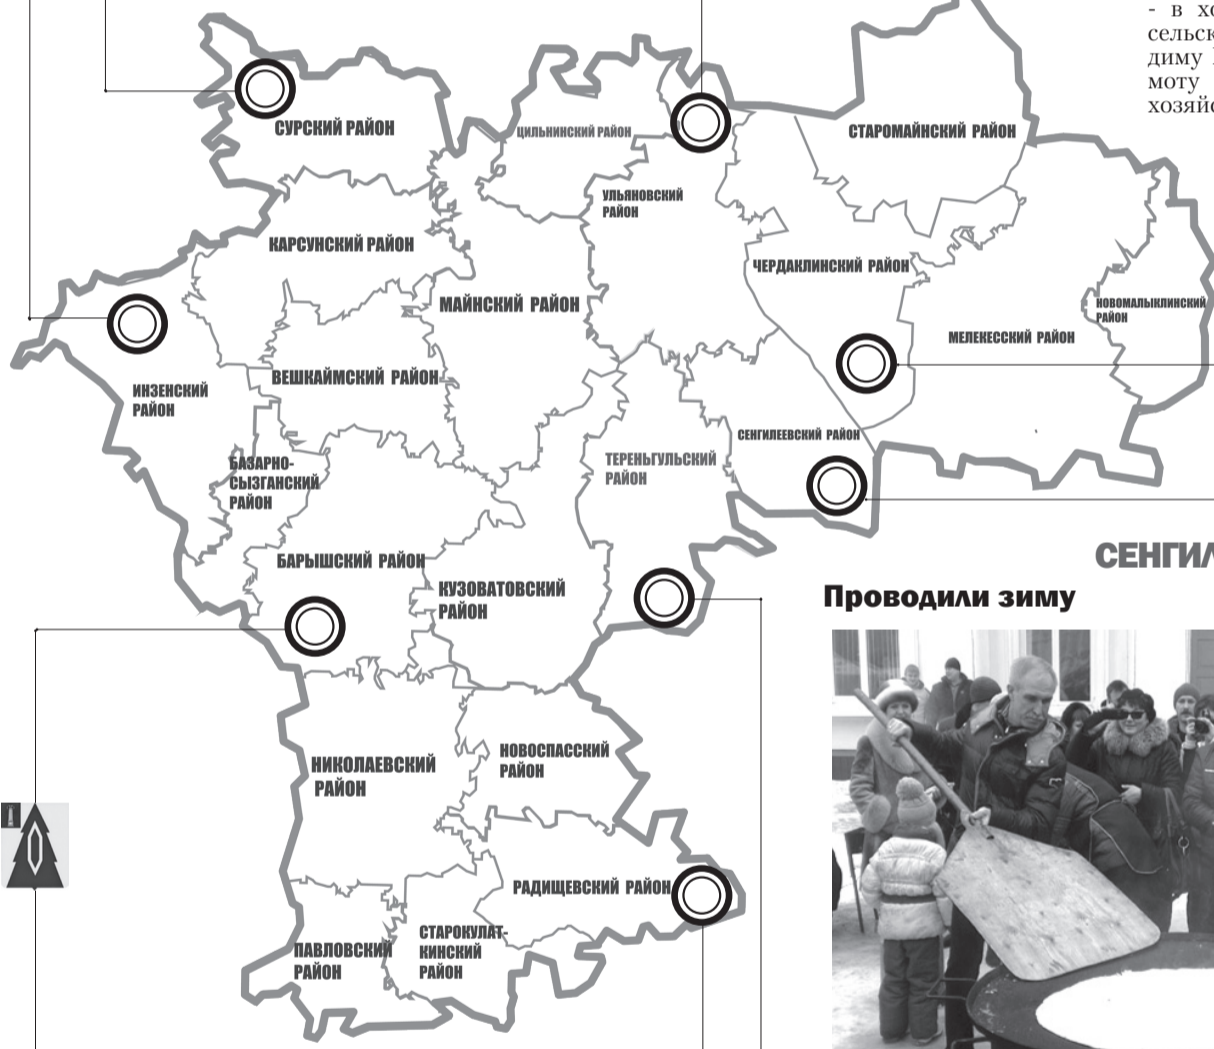 - в хо
сельск
диму
моту
хозяйс
СУРСКИЙ РАЙОН
ЦИЛЬНИНСКИЙ РАЙОН
СТАРОМАЙНСКИЙ РАЙОН
УЛЬЯНОВСКИЙ
РАЙОН
КАРСУНСКИЙ РАЙОН
ЧЕРДАКЛИНСКИЙ РАЙОН
МАЙНСКИЙ РАЙОН
НОВОМАЛЫКЛИНСКИЙ
РАЙОН
МЕЛЕКЕССКИЙ РАЙОН
ВЕШКАЙМСКИЙ РАЙОН
ИНЗЕНСКИЙ
РАЙОН
СЕНГИЛЕЕВСКИЙ РАЙОН
БАЗАРНО-
СЫЗГАНСКИЙ
РАЙОН
ТЕРЕНЬГУЛЬСКИЙ
РАЙОН
БАРЫШСКИЙ РАЙОН
КУЗОВАТОВСКИЙ
РАЙОН
СЕНГИЛ
Проводили зиму
НИКОЛАЕВСКИЙ
РАЙОН
НОВОСПАССКИЙ
РАЙОН
РАДИЩЕВСКИЙ РАЙОН
СТАРОКУЛАТ-
КИНСКИЙ
РАЙОН
ПАВЛОВСКИЙ
РАЙОН